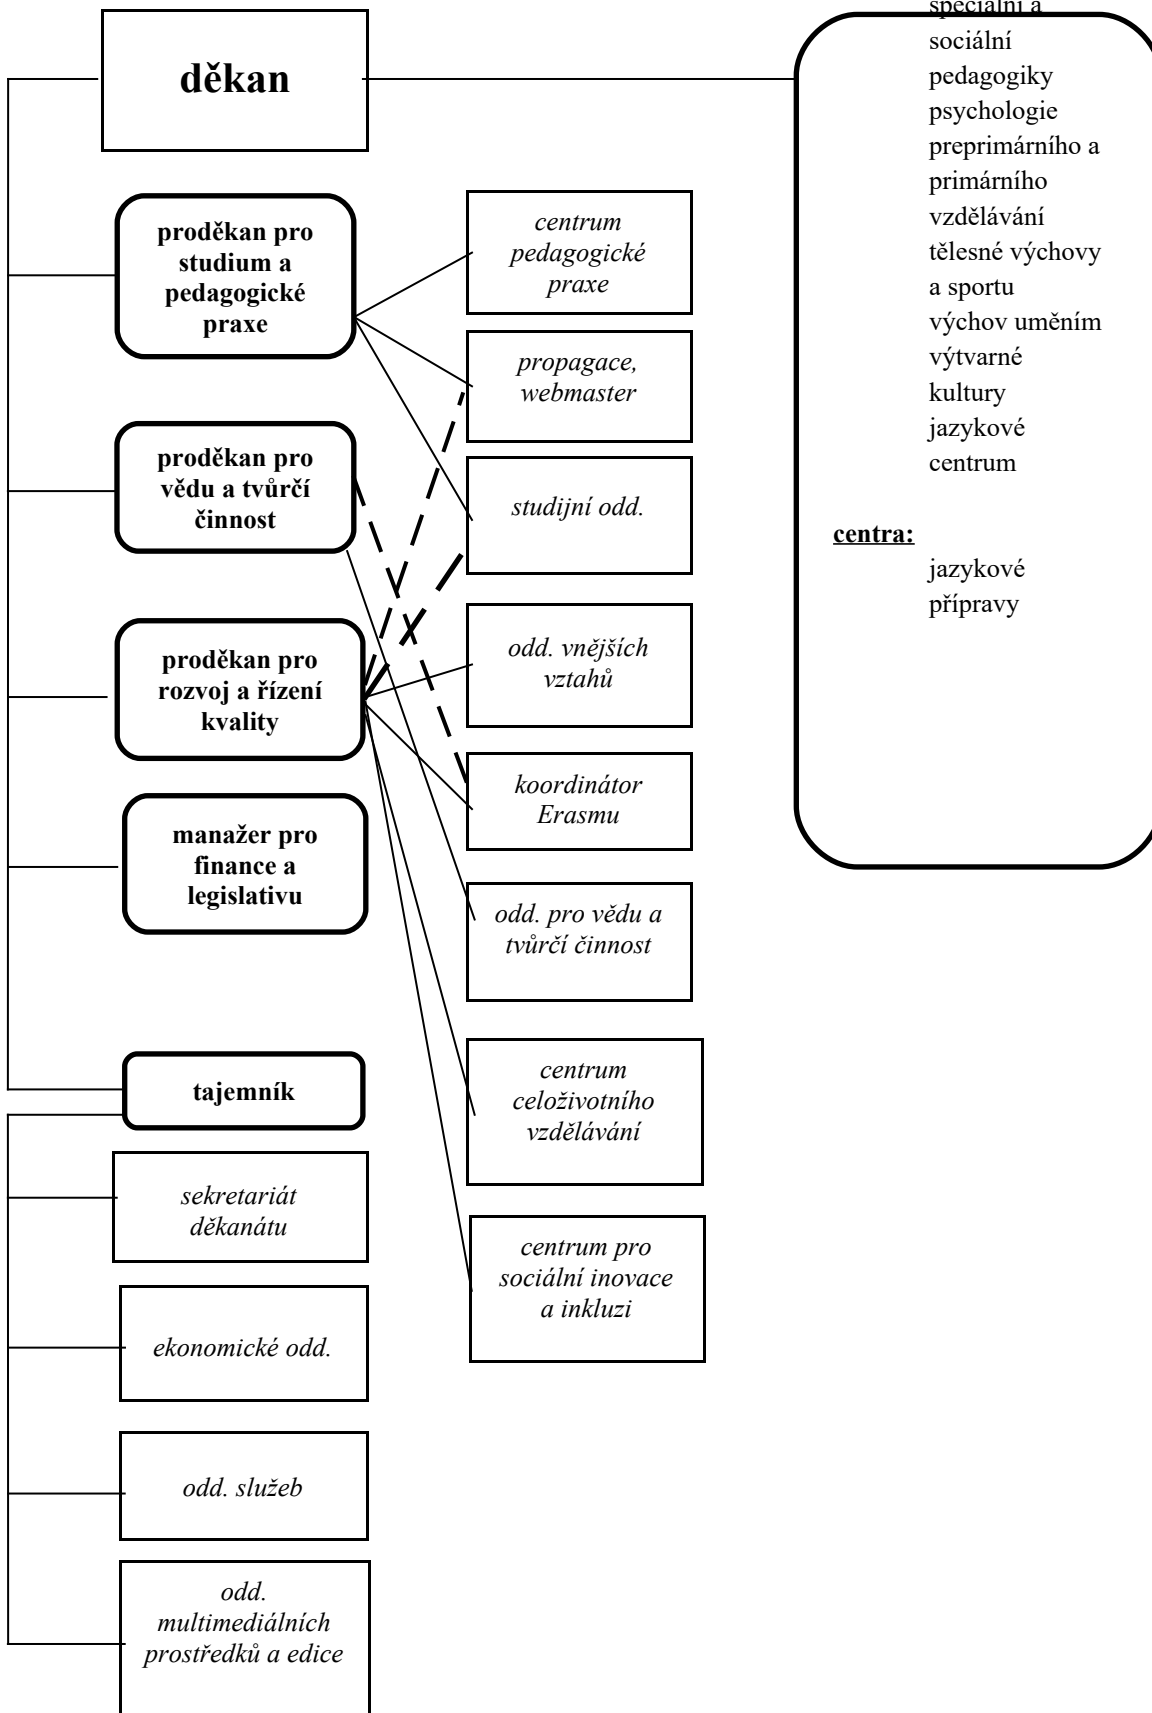 děkan
proděkan pro
studium a
pedagogické
praxe
proděkan pro
vědu a tvůrčí
činnost
proděkan pro
rozvoj a řízení
kvality
manažer pro
finance a
legislativu
tajemník
sekretariát
děkanátu
ekonomické odd.
odd. služeb
odd.
multimediálních
prostředků a edice
centrum
pedagogické
praxe
propagace,
webmaster
studijní odd.
odd. vnějších
vztahů
koordinátor
Erasmu
odd. pro vědu a
tvůrčí činnost
centrum
celoživotního
vzdělávání
centrum pro
sociální inovace
a inkluzi
speciální a
sociální
pedagogiky
psychologie
preprimárního a
primárního
vzdělávání
tělesné výchovy
a sportu
výchov uměním
výtvarné
kultury
jazykové
centrum
centra:
jazykové
přípravy